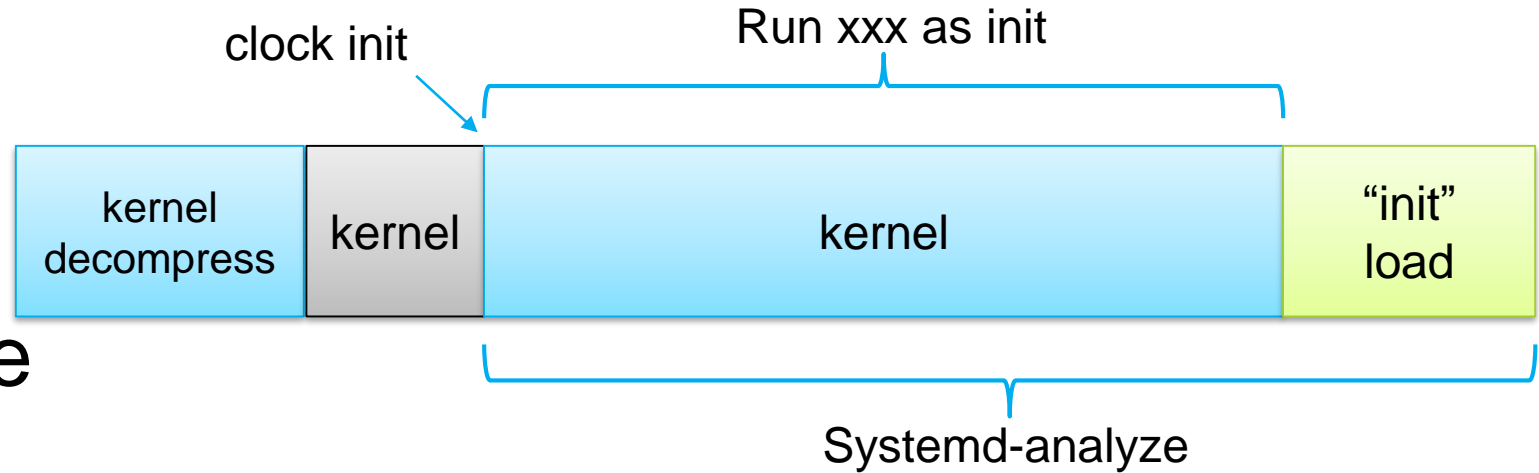 Run xxx as init
clock init
kernel
decompress
kernel
kernel
“init”
load
e
Systemd-analyze